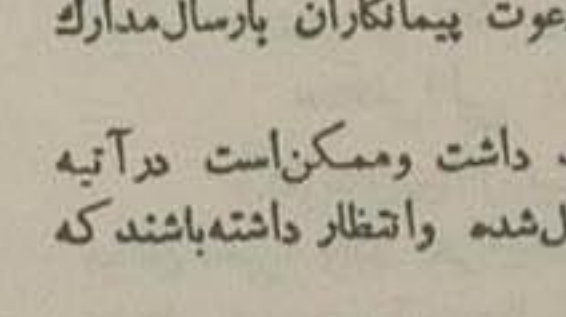 دعوت پیمانکاران بارسال مدارک
داشت وممکن است درآتیه
ل شده وانتظار داشته باشند که